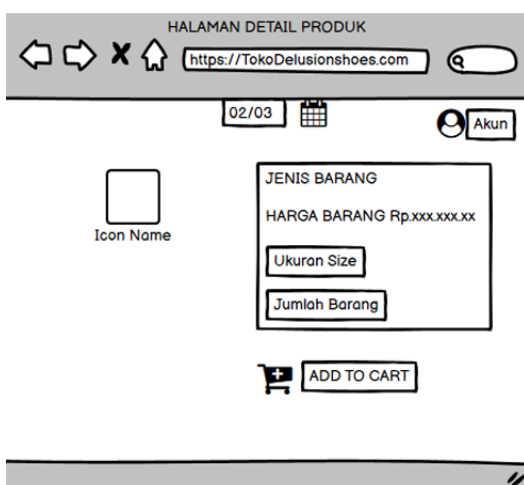 HALAMAN DETAIL PRODUK
https://TokoDelusionshoes.com
02/03
Akun
Icon Name
JENIS BARANG
HARGA BARANG Rp.xxx.xxx.xx
Ukuran Size
Jumlah Barang
ADD TO CART